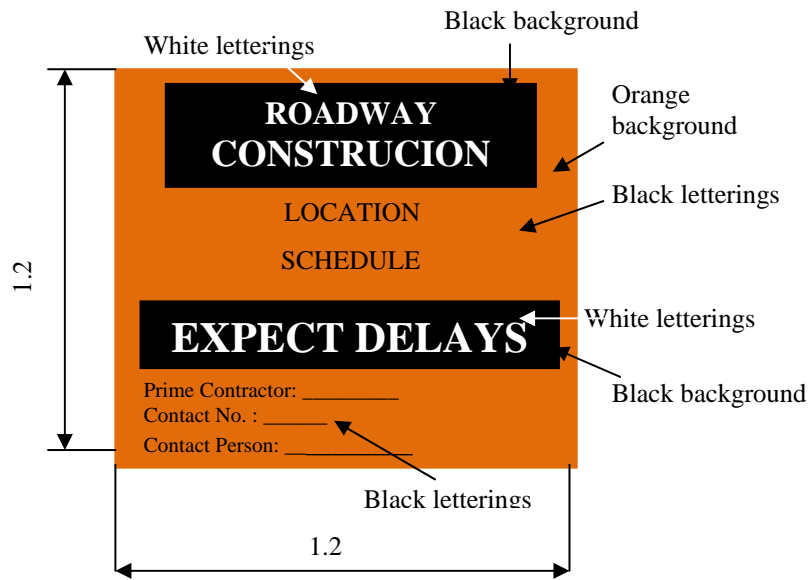 Black background
White letterings
Orange
background
ROADWAY
CONSTRUCION
Black letterings
LOCATION
SCHEDULE
1.2
White letterings
EXPECT DELAYS
Black background
Prime Contractor: _________
Contact No. : ______
Contact Person: ____________
Black letterings
1.2